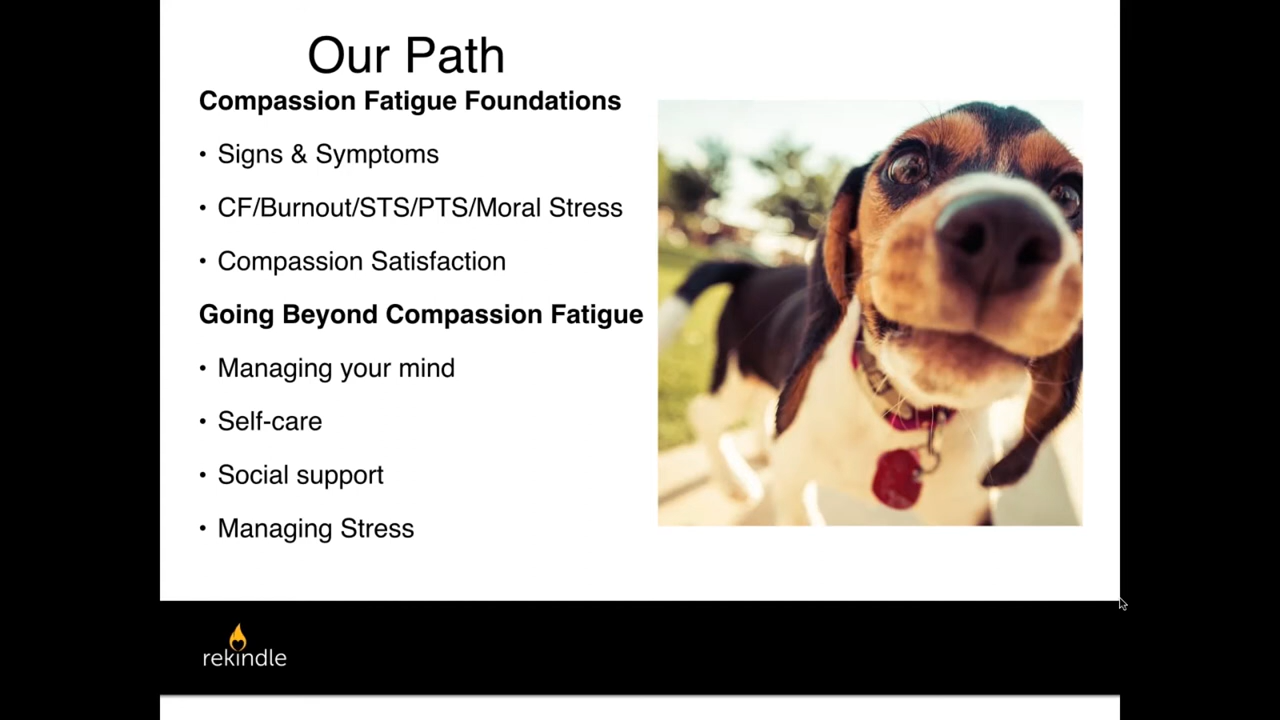 Our Path
Compassion Fatigue Foundations
• Signs & Symptoms
• CF/Burnout/STS/PTS/Moral Stress
• Compassion Satisfaction
Going Beyond Compassion Fatigue
• Managing your mind
• Self-care
• Social support
• Managing Stress
rekindle